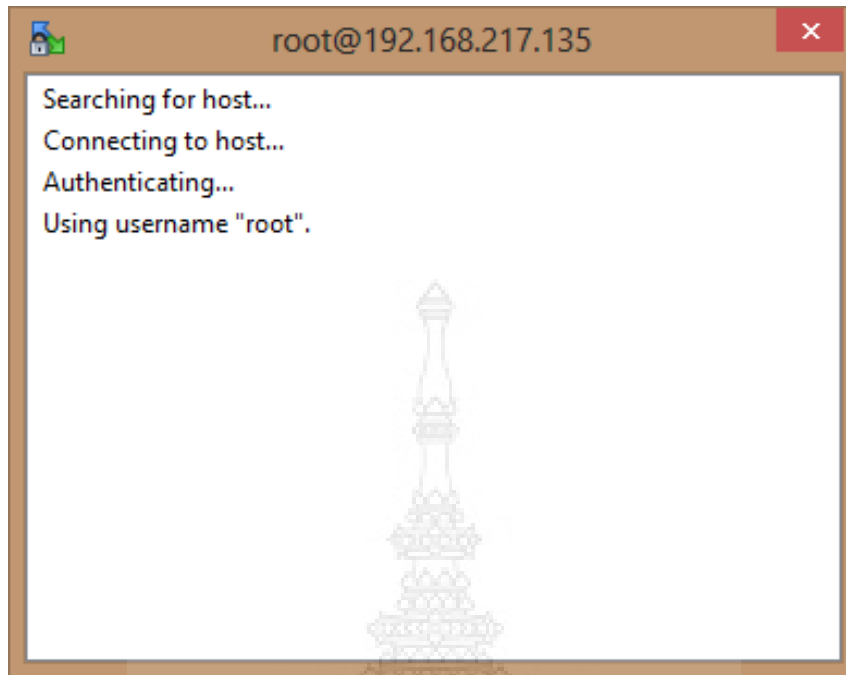 root@192.168.217.135
Searching for host...
Connecting to host...
Authenticating...
Using username "root".